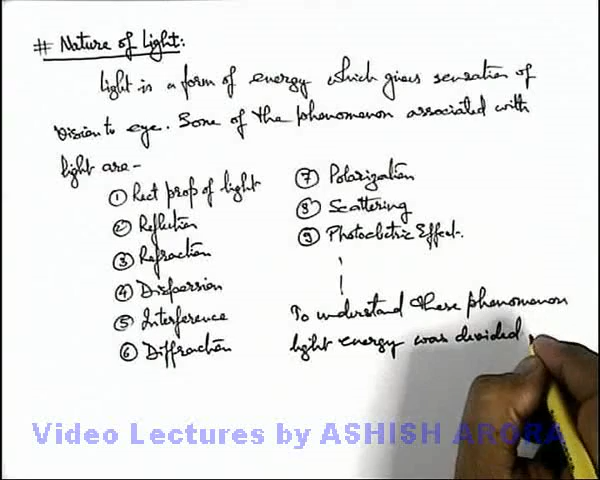 # Nature of Light:
Light is a form of energy which gives sensation of
vision to eye. Some of the phenomenon associated with
light are-
① Rect prop of light
② Reflection
③ Refraction
④ Dispersion
⑤ Interference
⑥ Diffraction
⑦ Polarization
⑧ Scattering
⑨ Photoelectric Effect.
To understand these phenomenon
light energy was devided
Video Lectures by ASHISH ARORA